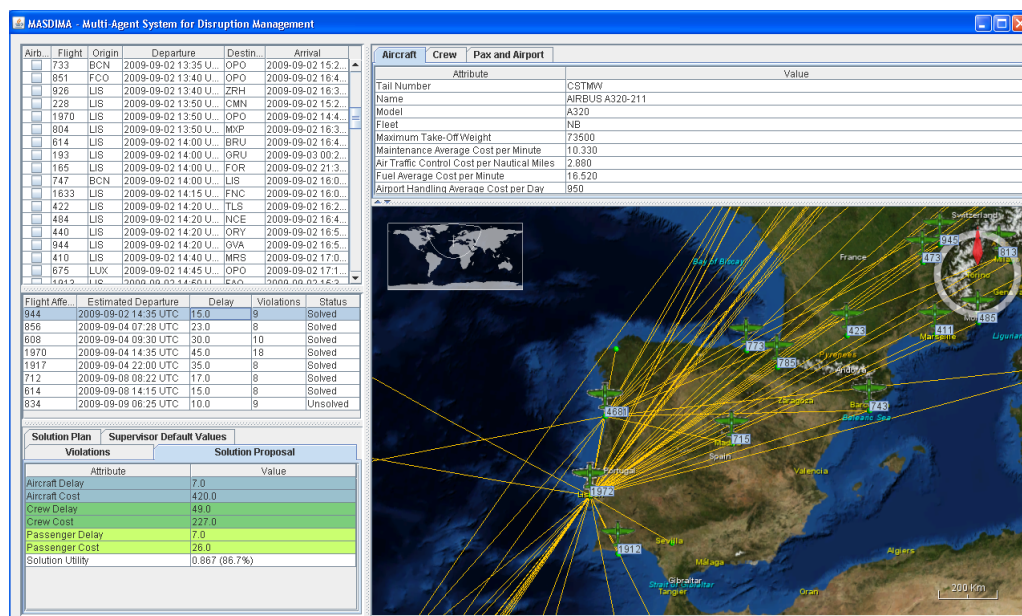 MASDIMA - Multi-Agent System for Disruption Management
Airb... Flight Origin Departure Destin... Arrival
733 BCN 2009-09-02 13:35 U... OPO 2009-09-02 15:2...
851 FCO 2009-09-02 13:40 U... OPO 2009-09-02 16:4...
926 LIS 2009-09-02 13:40 U... ZRH 2009-09-02 16:3...
228 LIS 2009-09-02 13:50 U... CMN 2009-09-02 15:2...
1970 LIS 2009-09-02 13:50 U... OPO 2009-09-02 14:4...
804 LIS 2009-09-02 13:50 U... MXP 2009-09-02 16:3...
614 LIS 2009-09-02 14:00 U... BRU 2009-09-02 16:4...
193 LIS 2009-09-02 14:00 U... GRU 2009-09-03 00:2...
165 LIS 2009-09-02 14:00 U... FOR 2009-09-02 21:3...
747 BCN 2009-09-02 14:00 U... LIS 2009-09-02 16:0...
1633 LIS 2009-09-02 14:15 U... FNC 2009-09-02 16:0...
422 LIS 2009-09-02 14:20 U... TLS 2009-09-02 16:2...
484 LIS 2009-09-02 14:20 U... NCE 2009-09-02 16:4...
440 LIS 2009-09-02 14:20 U... ORY 2009-09-02 16:5...
944 LIS 2009-09-02 14:20 U... GVA 2009-09-02 16:5...
410 LIS 2009-09-02 14:40 U... MRS 2009-09-02 17:0...
675 LUX 2009-09-02 14:45 U... OPO 2009-09-02 17:1...
Flight Affe... Estimated Departure Delay Violations Status
944 2009-09-02 14:35 UTC 15.0 9 Solved
856 2009-09-04 07:28 UTC 23.0 8 Solved
608 2009-09-04 09:30 UTC 30.0 10 Solved
1970 2009-09-04 14:35 UTC 45.0 18 Solved
1917 2009-09-04 22:00 UTC 35.0 8 Solved
712 2009-09-08 08:22 UTC 17.0 8 Solved
614 2009-09-08 14:15 UTC 15.0 8 Solved
834 2009-09-09 06:25 UTC 10.0 9 Unsolved
Solution Plan Supervisor Default Values
Violations Solution Proposal
Attribute Value
Aircraft Delay 7.0
Aircraft Cost 420.0
Crew Delay 49.0
Crew Cost 227.0
Passenger Delay 7.0
Passenger Cost 26.0
Solution Utility 0.867 (86.7%)
Aircraft Crew Pax and Airport
Attribute Value
Tail Number CSTMW
Name AIRBUS A320-211
Model A320
Fleet NB
Maximum Take-Off Weight 73500
Maintenance Average Cost per Minute 10.330
Air Traffic Control Cost per Nautical Miles 2.880
Fuel Average Cost per Minute 16.520
Airport Handling Average Cost per Day 950
Switzerland
945
813
France
473
Bay of Biscay
Torino
485
423
411
Marseille
Ligurian
773
785
Pyrenees
Andorra
Zaragoza
743
Balearic Sea
4681
715
Spain
Portugal
1972
Valencia
1912
Sevilla
Málaga
Algiers
Gibraltar
Strait of Gibraltar
Tangier
Oran
200 Km